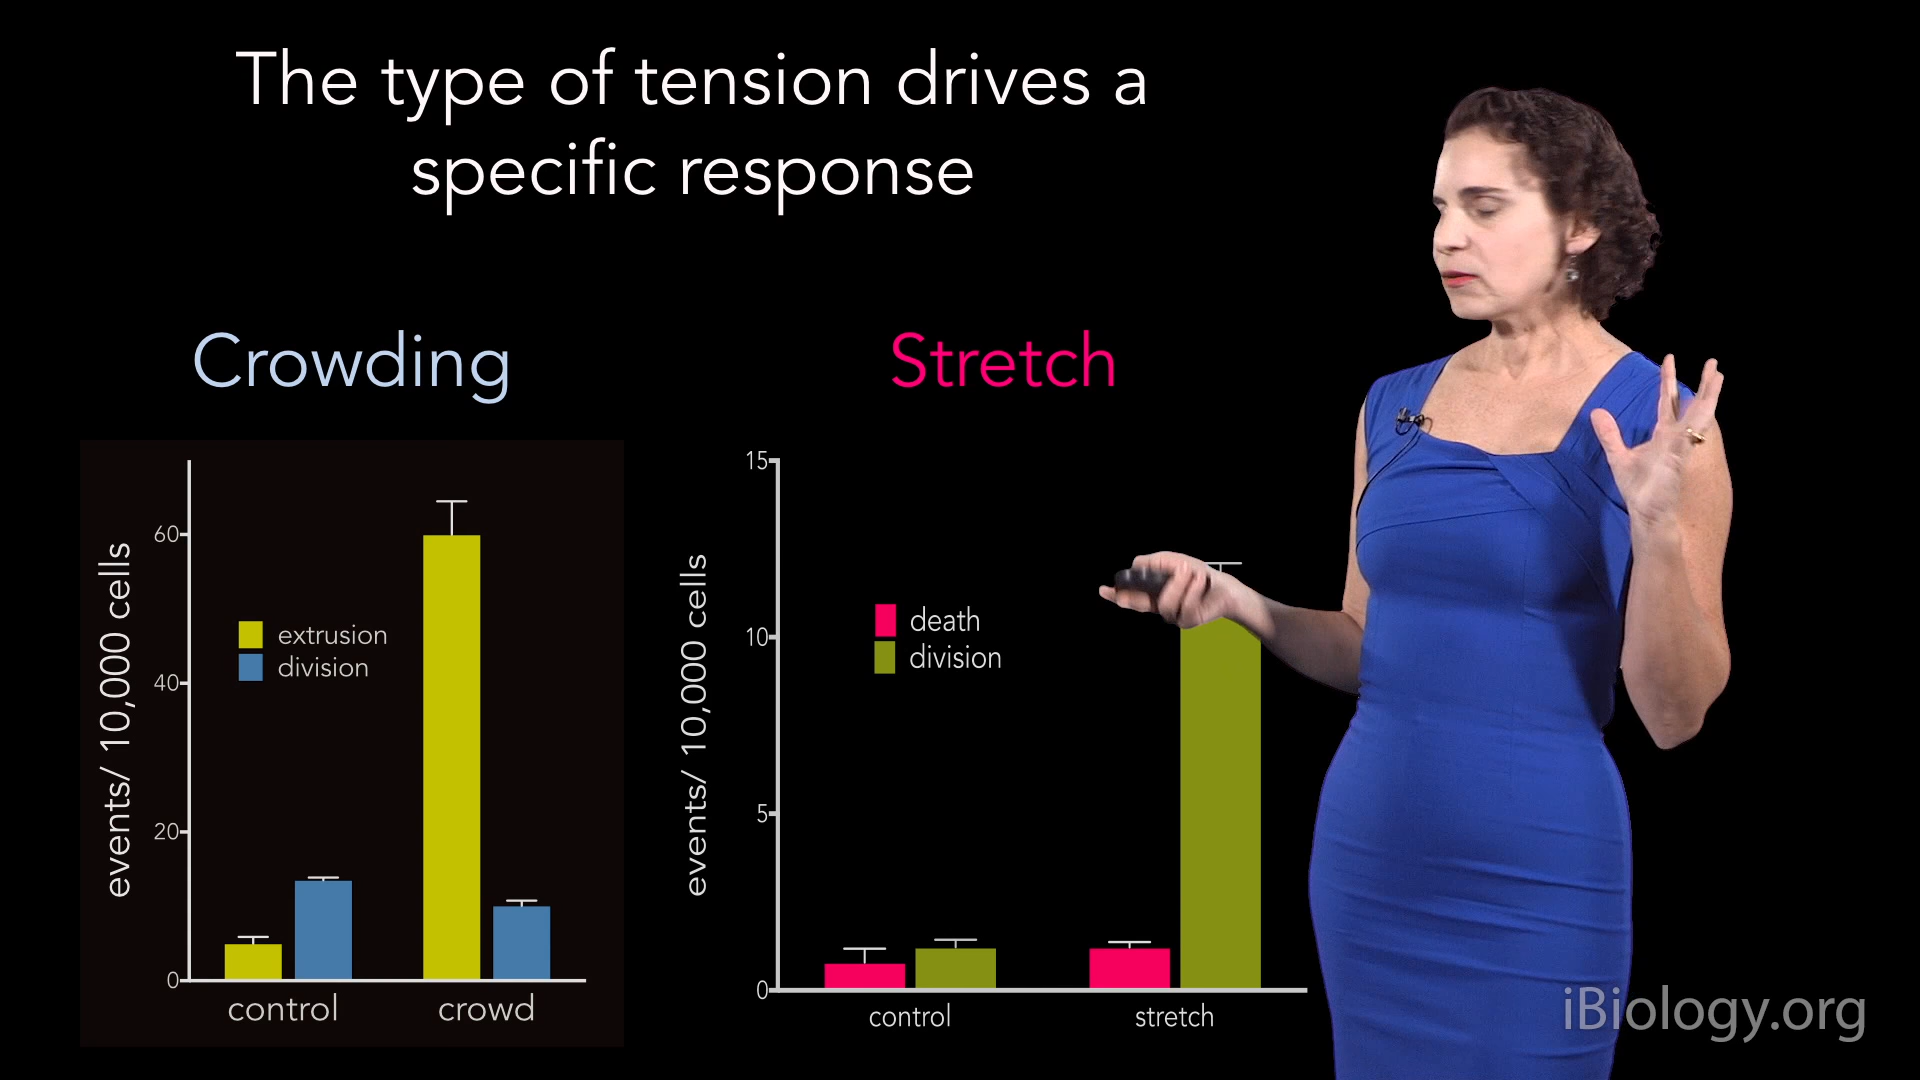 The type of tension drives a
specific response
Crowding
events/ 10,000 cells
60
40
20
0
extrusion
division
control
crowd
Stretch
events/ 10,000 cells
15
10
5
0
death
division
control
stretch
iBiology.org